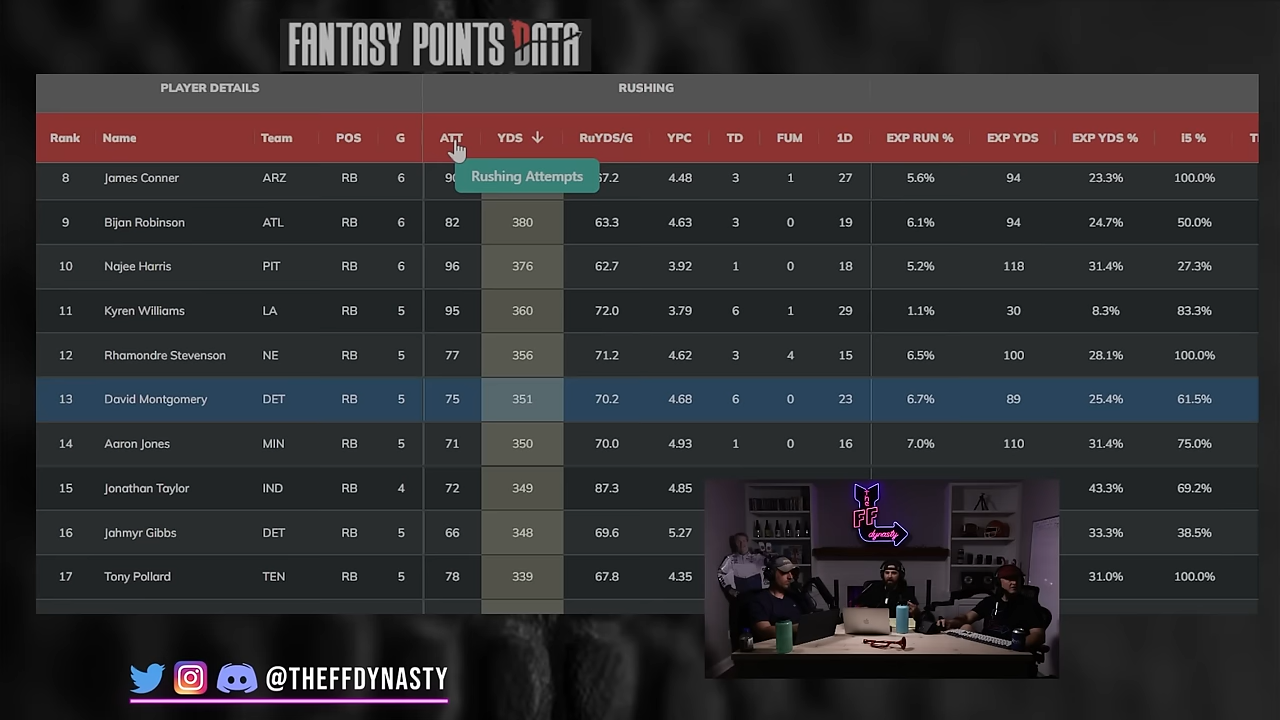 FANTASY POINTS DATA
PLAYER DETAILS RUSHING
Rank Name Team POS G ATT YDS RuYDS/G YPC TD FUM 1D EXP RUN % EXP YDS EXP YDS % i5 %
8 James Conner ARZ RB 6 90 67.2 4.48 3 1 27 5.6% 94 23.3% 100.0%
Rushing Attempts
9 Bijan Robinson ATL RB 6 82 380 63.3 4.63 3 0 19 6.1% 94 24.7% 50.0%
10 Najee Harris PIT RB 6 96 376 62.7 3.92 1 0 18 5.2% 118 31.4% 27.3%
11 Kyren Williams LA RB 5 95 360 72.0 3.79 6 1 29 1.1% 30 8.3% 83.3%
12 Rhamondre Stevenson NE RB 5 77 356 71.2 4.62 3 4 15 6.5% 100 28.1% 100.0%
13 David Montgomery DET RB 5 75 351 70.2 4.68 6 0 23 6.7% 89 25.4% 61.5%
14 Aaron Jones MIN RB 5 71 350 70.0 4.93 1 0 16 7.0% 110 31.4% 75.0%
15 Jonathan Taylor IND RB 4 72 349 87.3 4.85 43.3% 69.2%
16 Jahmyr Gibbs DET RB 5 66 348 69.6 5.27 33.3% 38.5%
17 Tony Pollard TEN RB 5 78 339 67.8 4.35 31.0% 100.0%
The
FF
dynasty
@THEFFDYNASTY